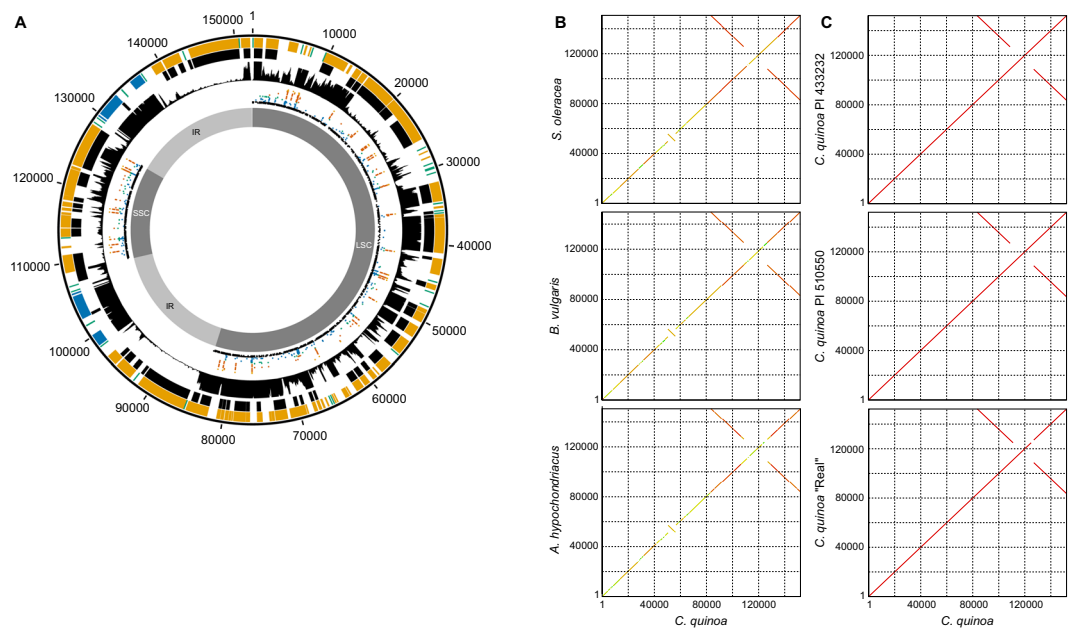 A
1
10000
20000
30000
40000
50000
60000
70000
80000
90000
100000
110000
120000
130000
140000
150000
IR
LSC
IR
SSC
B
S. oleracea
120000
80000
40000
1
B. vulgaris
120000
80000
40000
1
A. hypochondriacus
120000
80000
40000
1
1 40000 80000 120000
C. quinoa
C
C. quinoa PI 433232
120000
80000
40000
1
C. quinoa PI 510550
120000
80000
40000
1
C. quinoa "Real"
120000
80000
40000
1
1 40000 80000 120000
C. quinoa